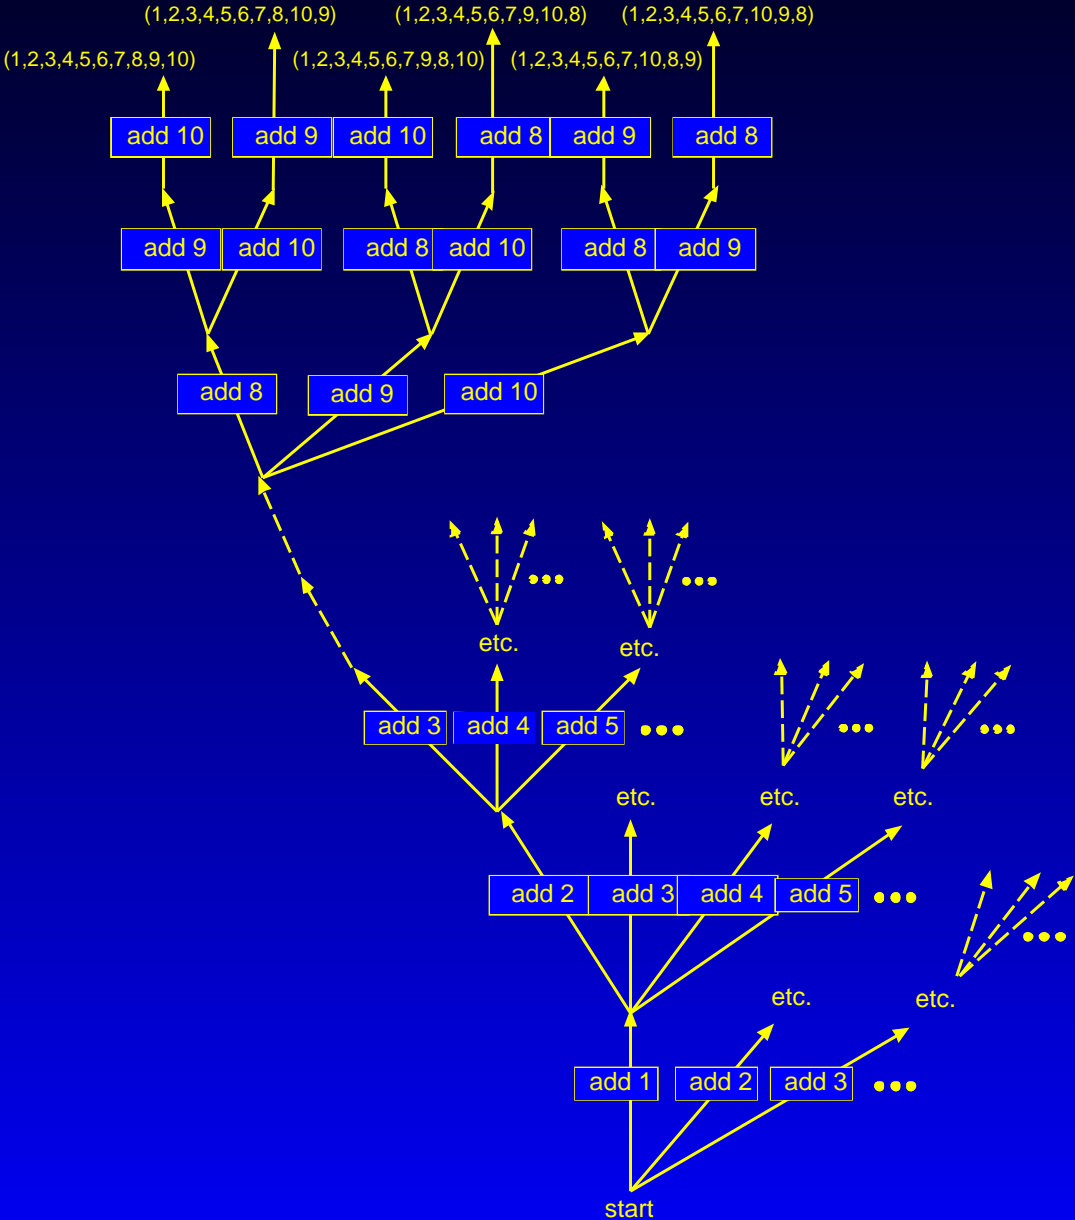 (1,2,3,4,5,6,7,8,10,9) (1,2,3,4,5,6,7,9,10,8) (1,2,3,4,5,6,7,10,9,8)
(1,2,3,4,5,6,7,8,9,10) (1,2,3,4,5,6,7,9,8,10) (1,2,3,4,5,6,7,10,8,9)
add 10 add 9 add 10 add 8 add 9 add 8
add 9 add 10 add 8 add 10 add 8 add 9
add 8 add 9 add 10
•••  •••
etc. etc.
add 3 add 4 add 5 ••• ••• •••
etc. etc. etc.
add 2 add 3 add 4 add 5 •••
•••
etc. etc.
add 1 add 2 add 3 •••
start